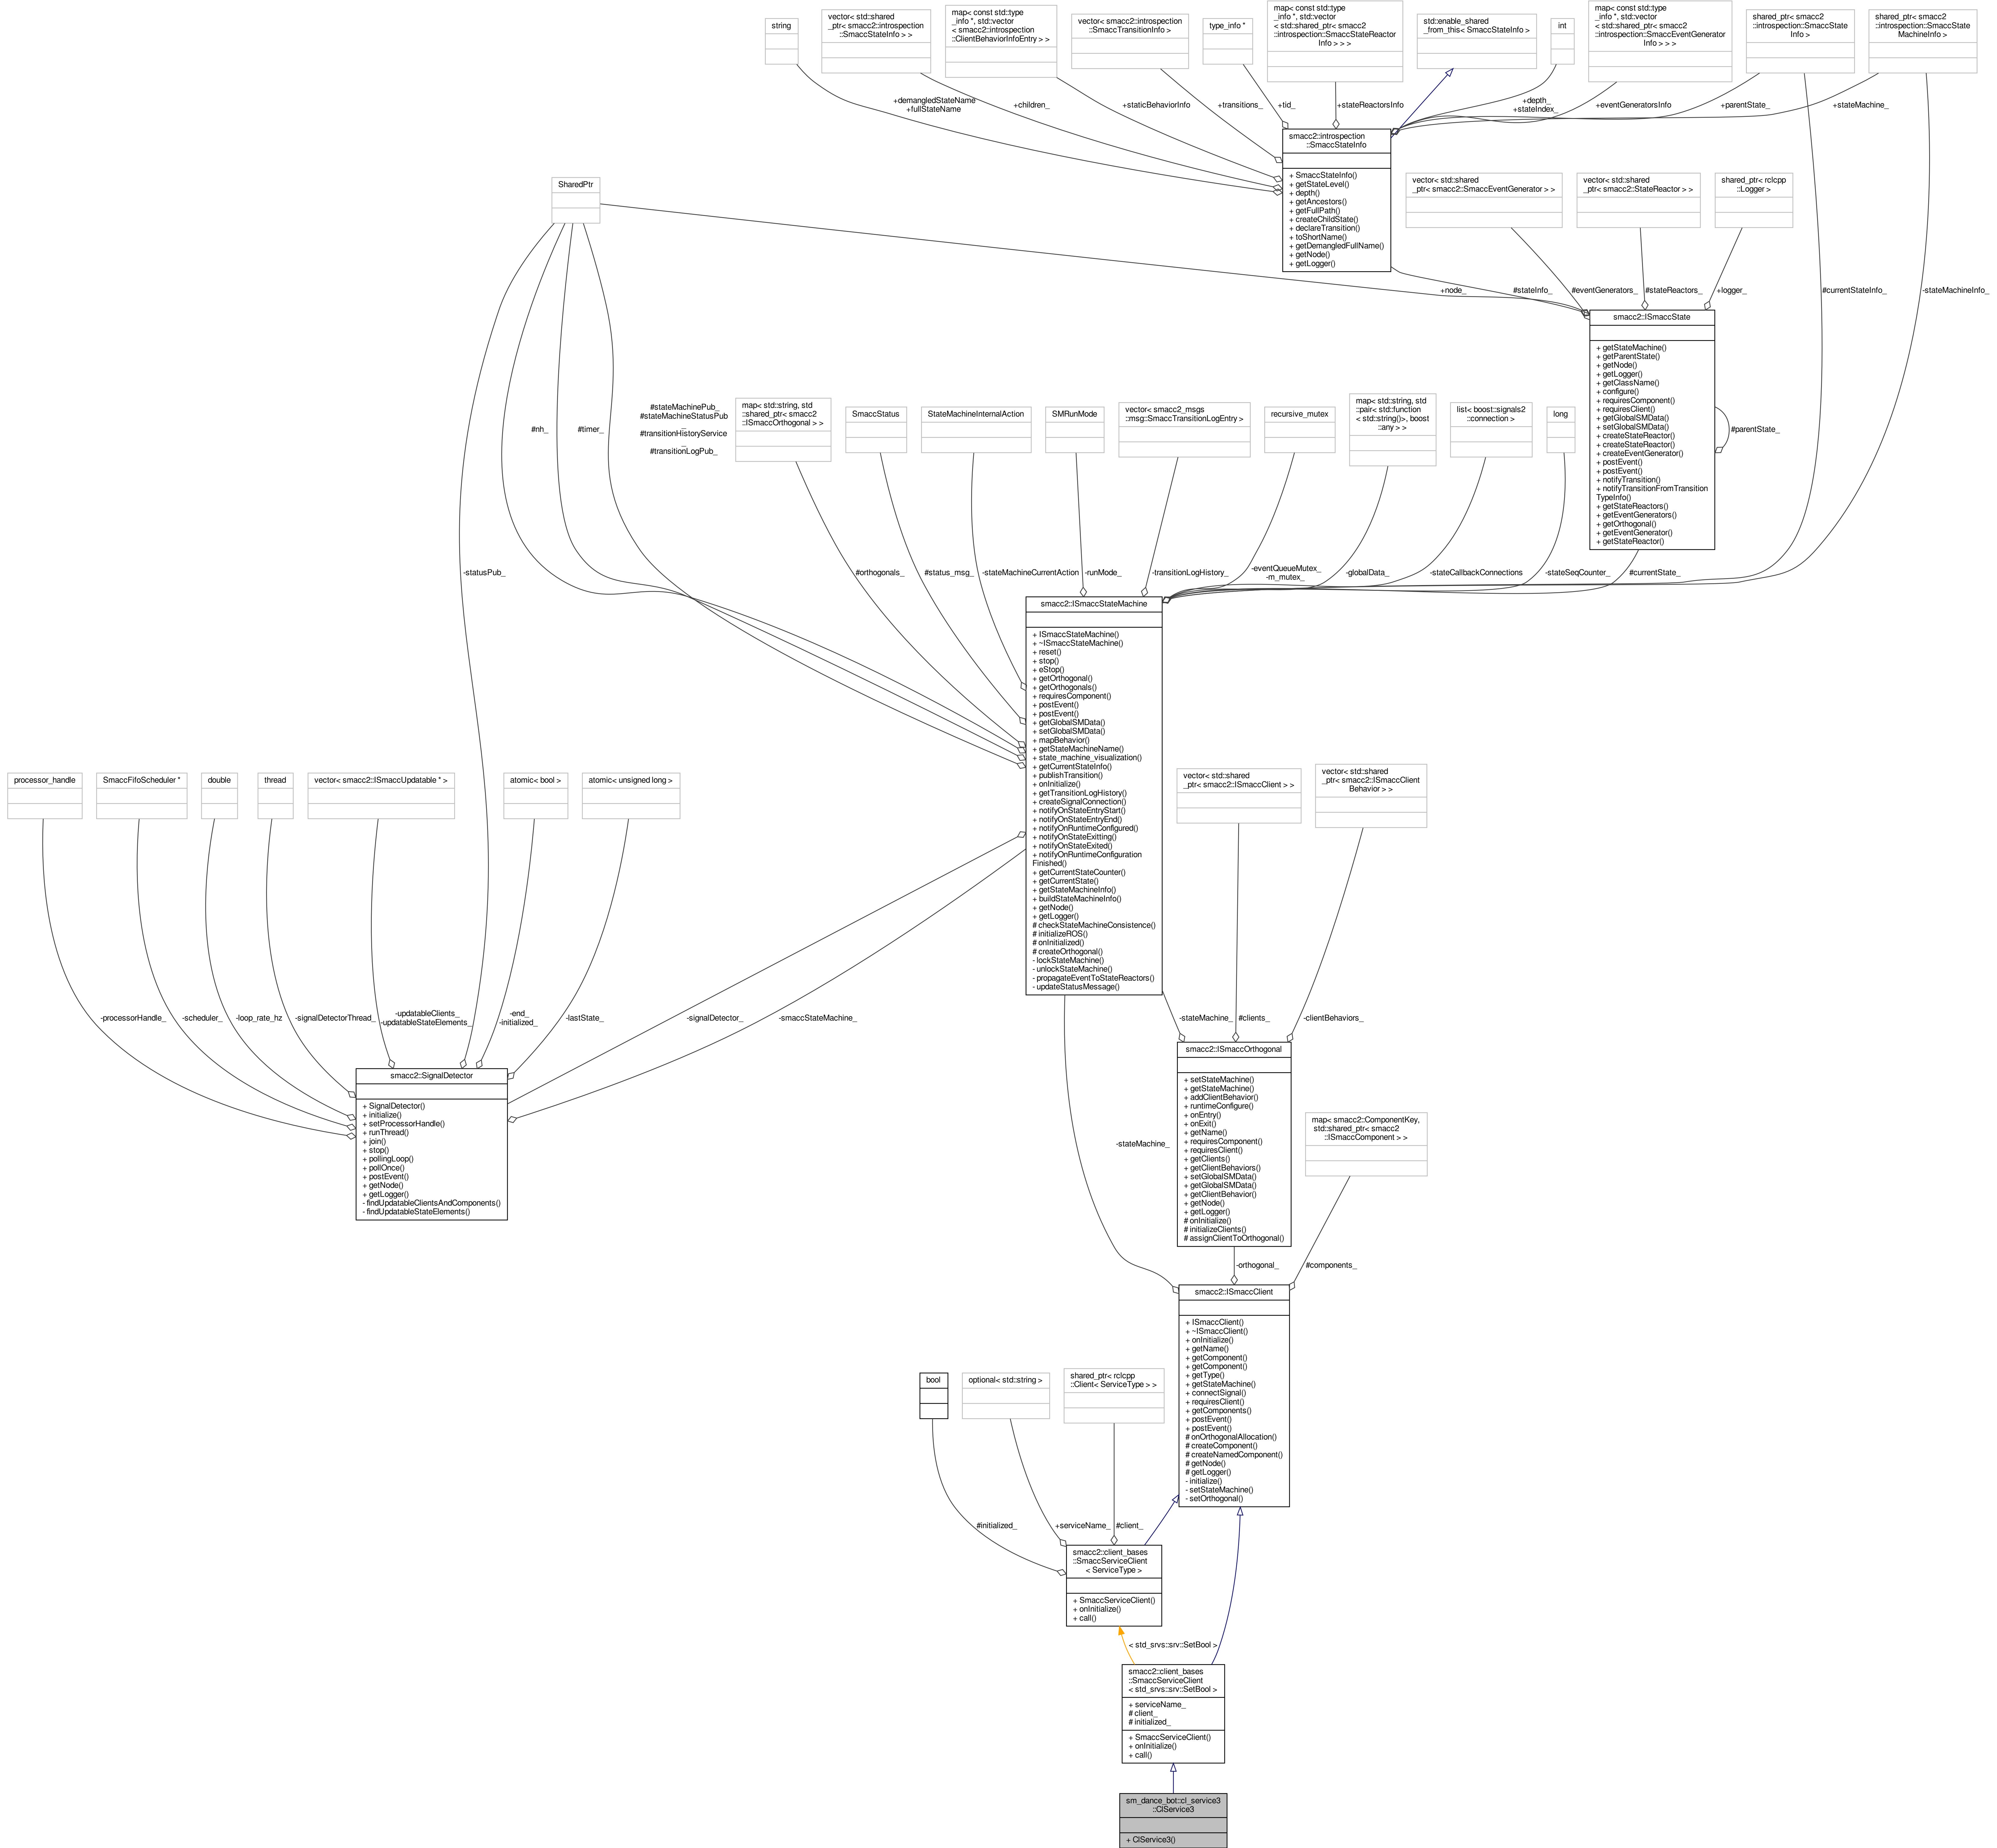 string
vector< std::shared
_ptr< smacc2::introspection
::SmaccStateInfo > >
map< const std::type
_info *, std::vector
< smacc2::introspection
::ClientBehaviorInfoEntry > >
vector< smacc2::introspection
::SmaccTransitionInfo >
type_info *
map< const std::type
_info *, std::vector
< std::shared_ptr< smacc2
::introspection::SmaccStateReactor
Info > > >
std::enable_shared
_from_this< SmaccStateInfo >
int
map< const std::type
_info *, std::vector
< std::shared_ptr< smacc2
::introspection::SmaccEventGenerator
Info > > >
shared_ptr< smacc2
::introspection::SmaccState
Info >
shared_ptr< smacc2
::introspection::SmaccState
MachineInfo >
+demangledStateName
+fullStateName
+children_
+staticBehaviorInfo
+transitions_
+tid_
+stateReactorsInfo
+depth_
+stateIndex_
+eventGeneratorsInfo
+parentState_
+stateMachine_
smacc2::introspection
::SmaccStateInfo
+ SmaccStateInfo()
+ getStateLevel()
+ depth()
+ getAncestors()
+ getFullPath()
+ createChildState()
+ declareTransition()
+ toShortName()
+ getDemangledFullName()
+ getNode()
+ getLogger()
SharedPtr
vector< std::shared
_ptr< smacc2::SmaccEventGenerator > >
vector< std::shared
_ptr< smacc2::StateReactor > >
shared_ptr< rclcpp
::Logger >
+node_
#stateInfo_
#eventGenerators_
#stateReactors_
+logger_
#currentStateInfo_
-stateMachineInfo_
smacc2::ISmaccState
+ getStateMachine()
+ getParentState()
+ getNode()
+ getLogger()
+ getClassName()
+ configure()
+ requiresComponent()
+ requiresClient()
+ getGlobalSMData()
+ setGlobalSMData()
+ createStateReactor()
+ createStateReactor()
+ createEventGenerator()
+ postEvent()
+ postEvent()
+ notifyTransition()
+ notifyTransitionFromTransition
TypeInfo()
+ getStateReactors()
+ getEventGenerators()
+ getOrthogonal()
+ getEventGenerator()
+ getStateReactor()
#parentState_
#nh_
#timer_
#stateMachinePub_
#stateMachineStatusPub
_
#transitionHistoryService
_
#transitionLogPub_
map< std::string, std
::shared_ptr< smacc2
::ISmaccOrthogonal > >
SmaccStatus
StateMachineInternalAction
SMRunMode
vector< smacc2_msgs
::msg::SmaccTransitionLogEntry >
recursive_mutex
map< std::string, std
::pair< std::function
< std::string()>, boost
::any > >
list< boost::signals2
::connection >
long
-statusPub_
#orthogonals_
#status_msg_
-stateMachineCurrentAction
-runMode_
-transitionLogHistory_
-eventQueueMutex_
-m_mutex_
-globalData_
-stateCallbackConnections
-stateSeqCounter_
#currentState_
smacc2::ISmaccStateMachine
+ ISmaccStateMachine()
+ ~ISmaccStateMachine()
+ reset()
+ stop()
+ eStop()
+ getOrthogonal()
+ getOrthogonals()
+ requiresComponent()
+ postEvent()
+ postEvent()
+ getGlobalSMData()
+ setGlobalSMData()
+ mapBehavior()
+ getStateMachineName()
+ state_machine_visualization()
+ getCurrentStateInfo()
+ publishTransition()
+ onInitialize()
+ getTransitionLogHistory()
+ createSignalConnection()
+ notifyOnStateEntryStart()
+ notifyOnStateEntryEnd()
+ notifyOnRuntimeConfigured()
+ notifyOnStateExitting()
+ notifyOnStateExited()
+ notifyOnRuntimeConfiguration
Finished()
+ getCurrentStateCounter()
+ getCurrentState()
+ getStateMachineInfo()
+ buildStateMachineInfo()
+ getNode()
+ getLogger()
# checkStateMachineConsistence()
# initializeROS()
# onInitialized()
# createOrthogonal()
- lockStateMachine()
- unlockStateMachine()
- propagateEventToStateReactors()
- updateStatusMessage()
processor_handle
SmaccFifoScheduler *
double
thread
vector< smacc2::ISmaccUpdatable * >
atomic< bool >
atomic< unsigned long >
vector< std::shared
_ptr< smacc2::ISmaccClient > >
vector< std::shared
_ptr< smacc2::ISmaccClient
Behavior > >
-processorHandle_
-scheduler_
-loop_rate_hz
-signalDetectorThread_
-updatableClients_
-updatableStateElements_
-end_
-initialized_
-lastState_
-signalDetector_
-smaccStateMachine_
-stateMachine_
#clients_
-clientBehaviors_
smacc2::SignalDetector
+ SignalDetector()
+ initialize()
+ setProcessorHandle()
+ runThread()
+ join()
+ stop()
+ pollingLoop()
+ pollOnce()
+ postEvent()
+ getNode()
+ getLogger()
- findUpdatableClientsAndComponents()
- findUpdatableStateElements()
smacc2::ISmaccOrthogonal
+ setStateMachine()
+ getStateMachine()
+ addClientBehavior()
+ runtimeConfigure()
+ onEntry()
+ onExit()
+ getName()
+ requiresComponent()
+ requiresClient()
+ getClients()
+ getClientBehaviors()
+ setGlobalSMData()
+ getGlobalSMData()
+ getClientBehavior()
+ getNode()
+ getLogger()
# onInitialize()
# initializeClients()
# assignClientToOrthogonal()
map< smacc2::ComponentKey,
std::shared_ptr< smacc2
::ISmaccComponent > >
-stateMachine_
-orthogonal_
#components_
smacc2::ISmaccClient
+ ISmaccClient()
+ ~ISmaccClient()
+ onInitialize()
+ getName()
+ getComponent()
+ getComponent()
+ getType()
+ getStateMachine()
+ connectSignal()
+ requiresClient()
+ getComponents()
+ postEvent()
+ postEvent()
# onOrthogonalAllocation()
# createComponent()
# createNamedComponent()
# getNode()
# getLogger()
- initialize()
- setStateMachine()
- setOrthogonal()
bool
optional< std::string >
shared_ptr< rclcpp
::Client< ServiceType > >
#initialized_
+serviceName_
#client_
smacc2::client_bases
::SmaccServiceClient
< ServiceType >
+ SmaccServiceClient()
+ onInitialize()
+ call()
< std_srvs::srv::SetBool >
smacc2::client_bases
::SmaccServiceClient
< std_srvs::srv::SetBool >
+ serviceName_
# client_
# initialized_
+ SmaccServiceClient()
+ onInitialize()
+ call()
sm_dance_bot::cl_service3
::ClService3
+ ClService3()